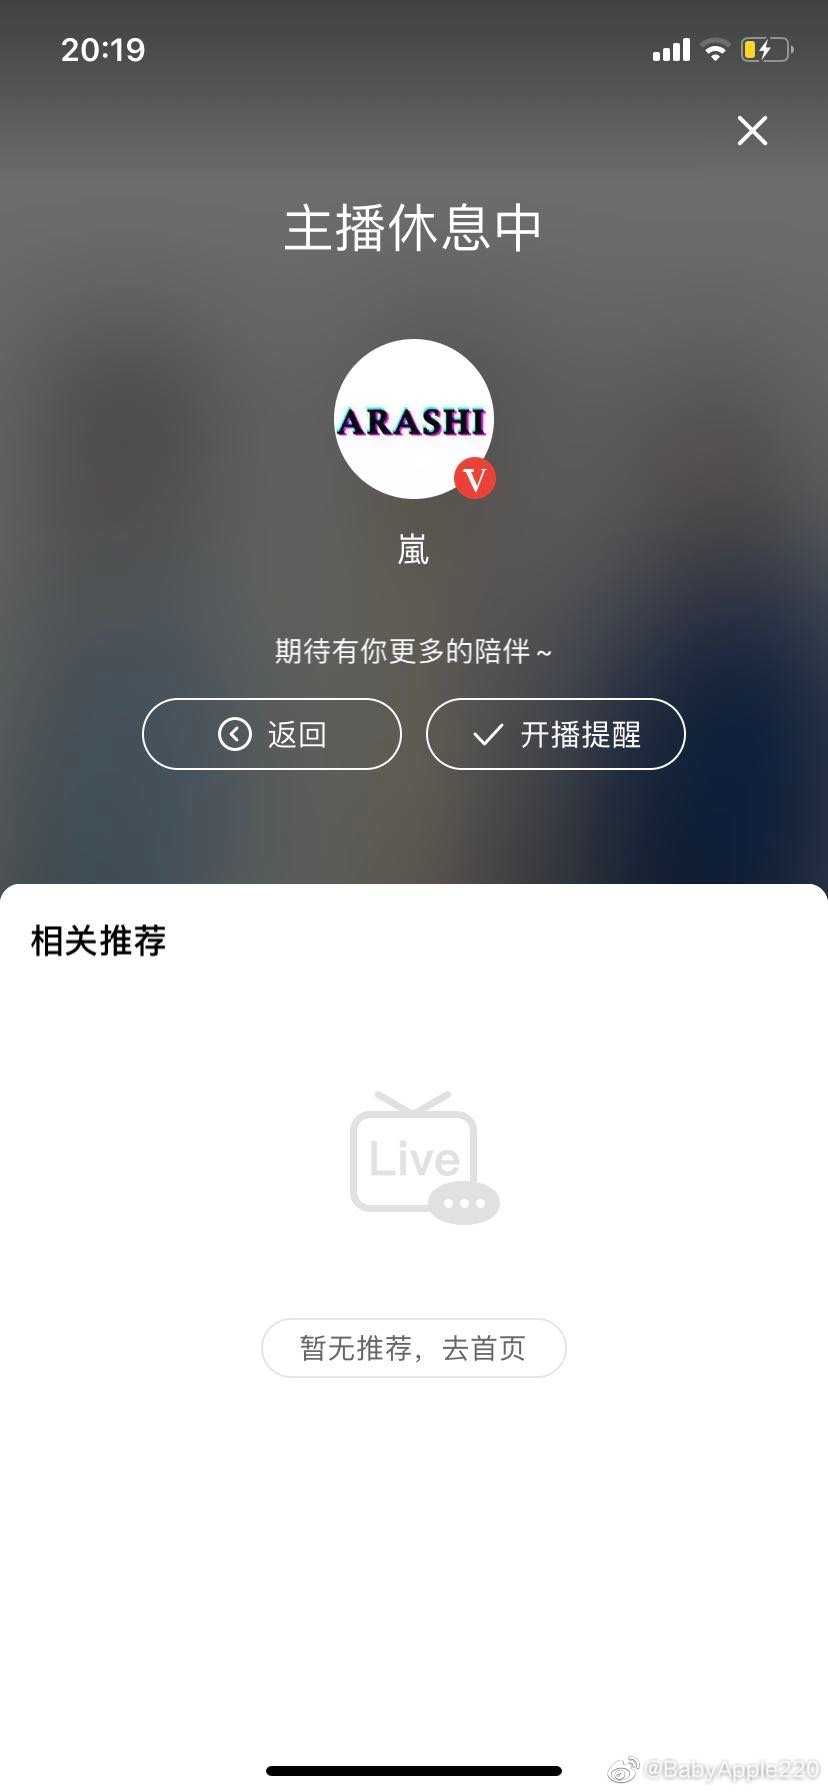 20:19
主播休息中
ARASHI
V
嵐
期待有你更多的陪伴~
返回
开播提醒
相关推荐
Live
暂无推荐，去首页
@BabyApple220